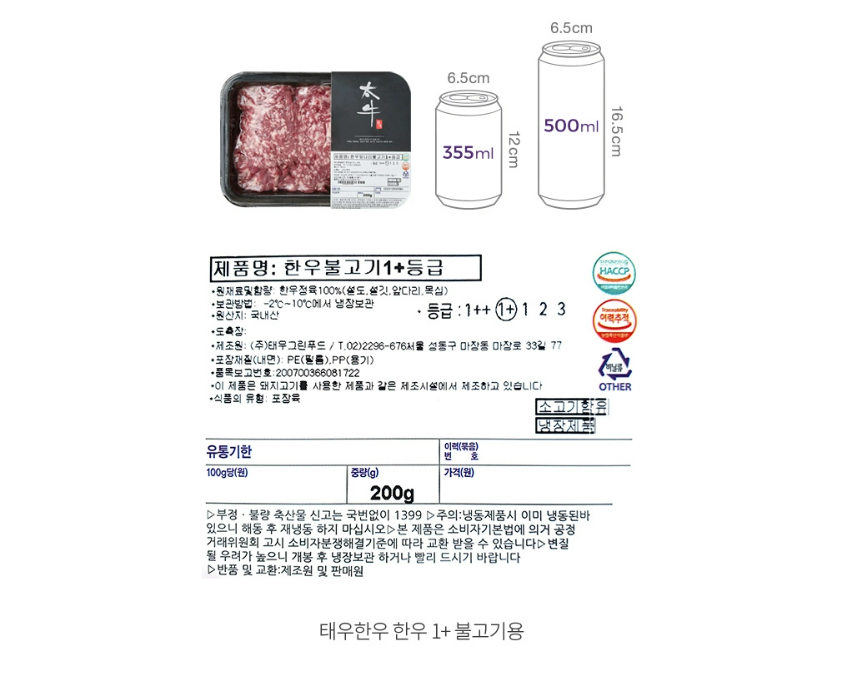 6.5cm
6.5cm
太牛
355ml
12cm
500ml
16.5cm
제품명: 한우불고기1+등급
•원재료및함량: 한우정육100%(설도,설깃,앞다리,목심)
•보관방법: -2℃~10℃에서 냉장보관
•원산지: 국내산
• 등급 : 1++ 1+ 1 2 3
•도축장:
•제조원: (주)태우그린푸드 / T.02)2296-676서울 성동구 마장동 마장로 33길 77
•포장재질(내면): PE(필름),PP(용기)
•품목보고번호:200700366081722
•이 제품은 돼지고기를 사용한 제품과 같은 제조시설에서 제조하고 있습니다
•식품의 유형: 포장육
HACCP
Traceability
이력추적
비닐류
OTHER
소고기함유
냉장제품
유통기한
이력(묶음)
번 호
100g당(원)
중량(g)
200g
가격(원)
▷부정 · 불량 축산물 신고는 국번없이 1399 ▷주의:냉동제품시 이미 냉동된바
있으니 해동 후 재냉동 하지 마십시오▷본 제품은 소비자기본법에 의거 공정
거래위원회 고시 소비자분쟁해결기준에 따라 교환 받을 수 있습니다▷변질
될 우려가 높으니 개봉 후 냉장보관 하거나 빨리 드시기 바랍니다
▷반품 및 교환:제조원 및 판매원
태우한우 한우 1+ 불고기용